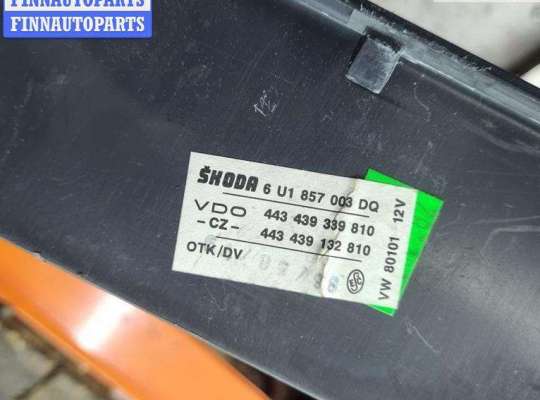 FINNAUTOPARTS
FINNAUTOPARTS
ŠKODA 6 U1 857 003 DQ
VDO 443 439 339 810
-CZ- 443 439 132 810
OTK/DV
VW 80101 12V